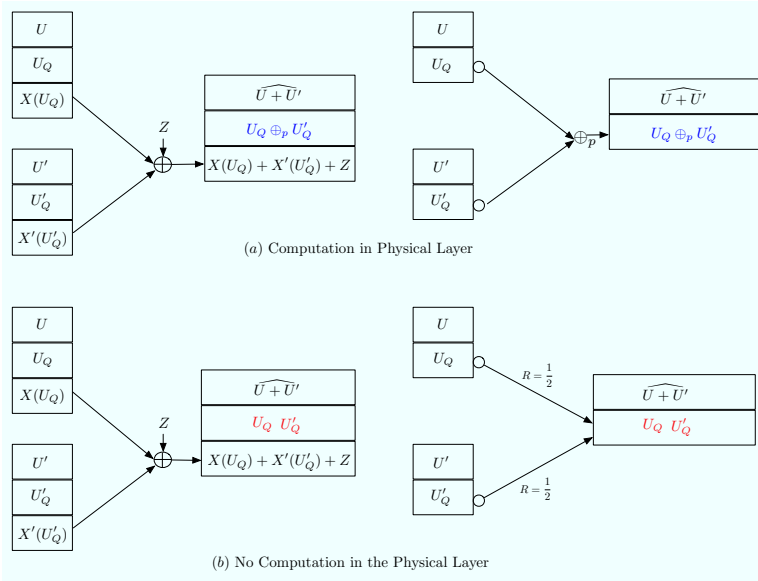 U
U_Q
X(U_Q)
U'
U'_Q
X'(U'_Q)
Z
\widehat{U + U'}
U_Q ⊕_p U'_Q
X(U_Q) + X'(U'_Q) + Z
U
U_Q
U'
U'_Q
⊕_p
\widehat{U + U'}
U_Q ⊕_p U'_Q
(a) Computation in Physical Layer
U
U_Q
X(U_Q)
U'
U'_Q
X'(U'_Q)
Z
\widehat{U + U'}
U_Q U'_Q
X(U_Q) + X'(U'_Q) + Z
U
U_Q
U'
U'_Q
R = 1/2
R = 1/2
\widehat{U + U'}
U_Q U'_Q
(b) No Computation in the Physical Layer